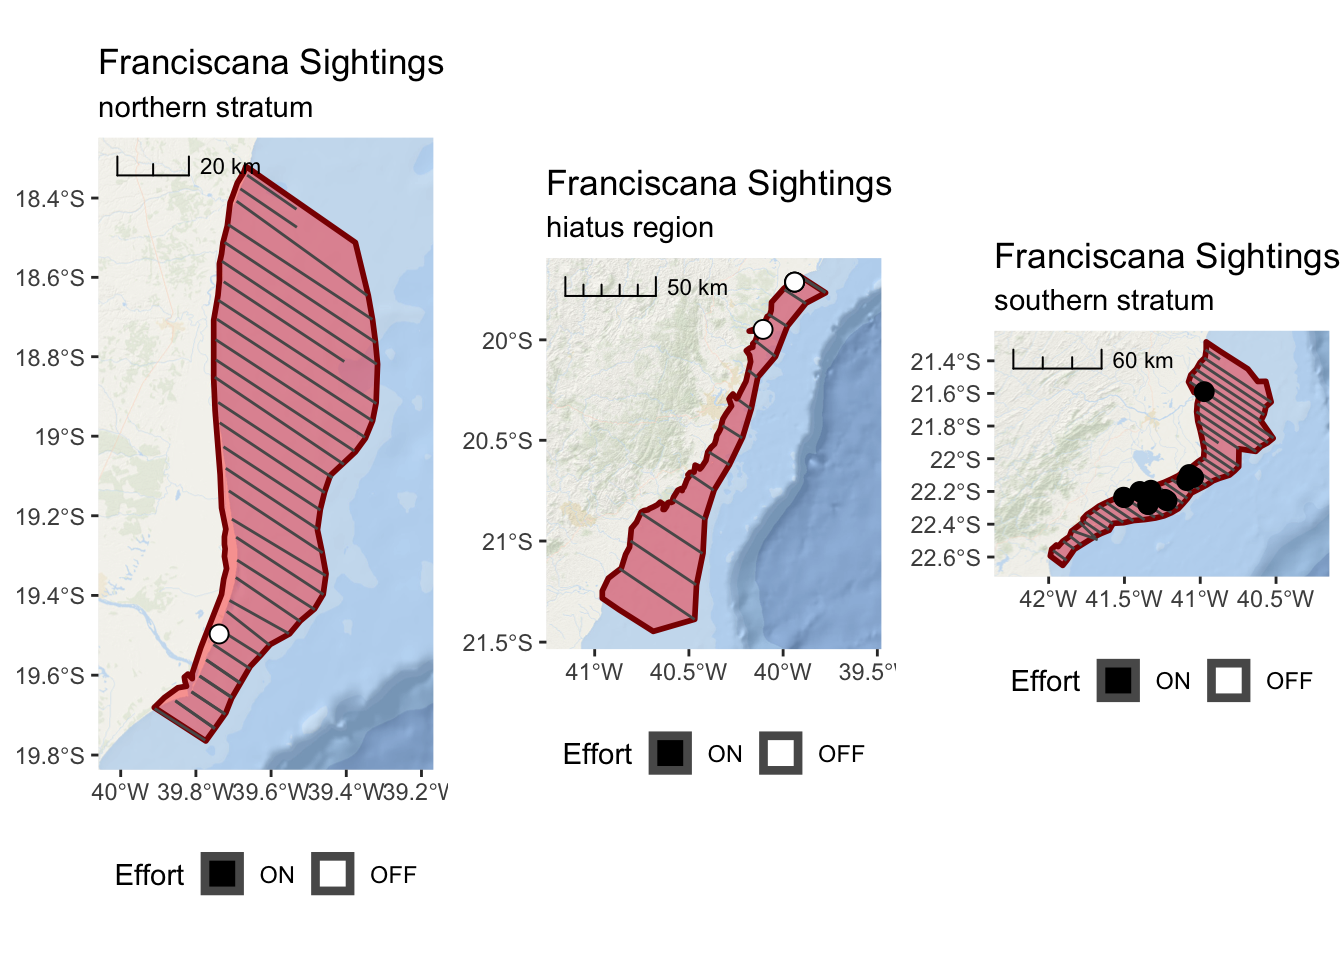 Franciscana Sightings
northern stratum
20 km
18.4°S
18.6°S
18.8°S
19°S
19.2°S
19.4°S
19.6°S
19.8°S
40°W 39.8°W 39.6°W 39.4°W 39.2°W
Effort ON OFF
Franciscana Sightings
hiatus region
50 km
20°S
20.5°S
21°S
21.5°S
41°W 40.5°W 40°W 39.5°
Effort ON OFF
Franciscana Sightings
southern stratum
60 km
21.4°S
21.6°S
21.8°S
22°S
22.2°S
22.4°S
22.6°S
42°W 41.5°W 41°W 40.5°W
Effort ON OFF